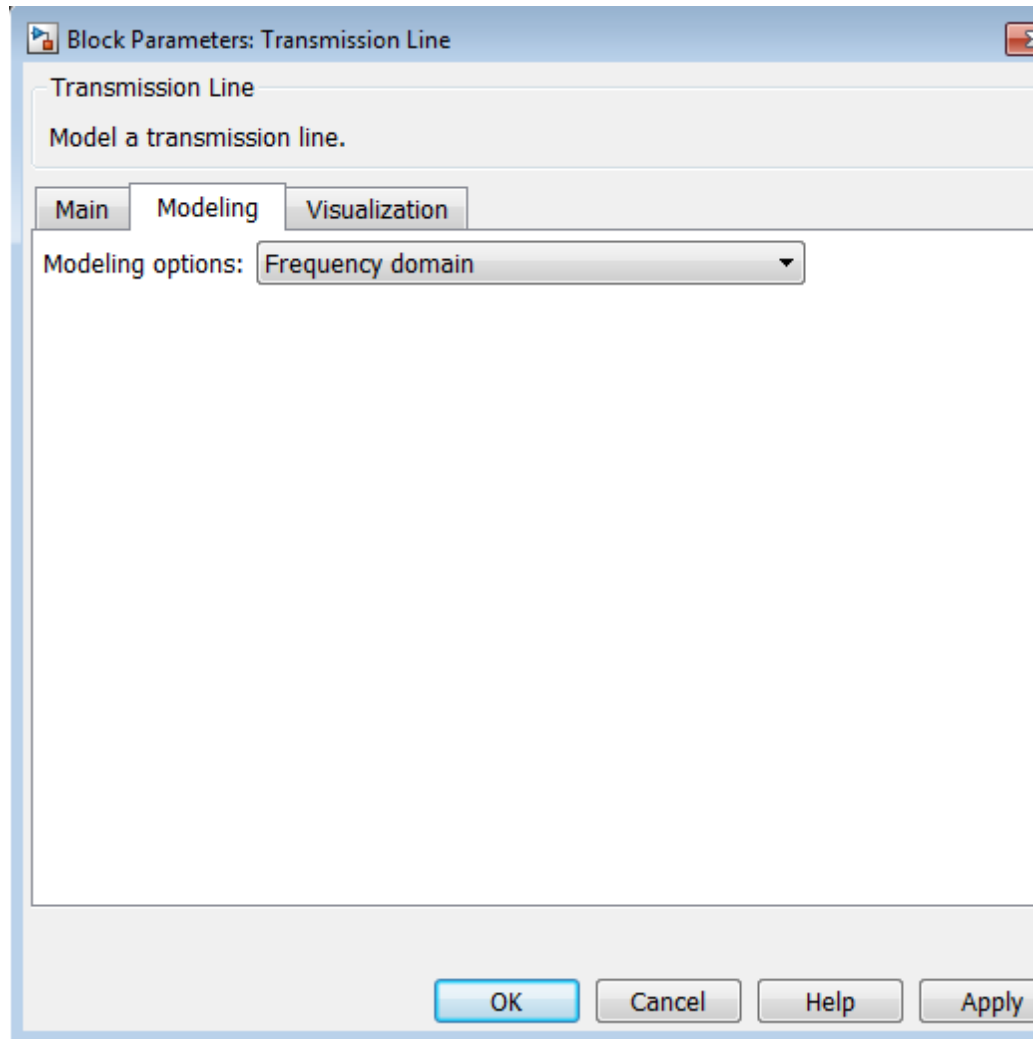 Block Parameters: Transmission Line
Transmission Line
Model a transmission line.
Main Modeling Visualization
Modeling options: Frequency domain
OK Cancel Help Apply